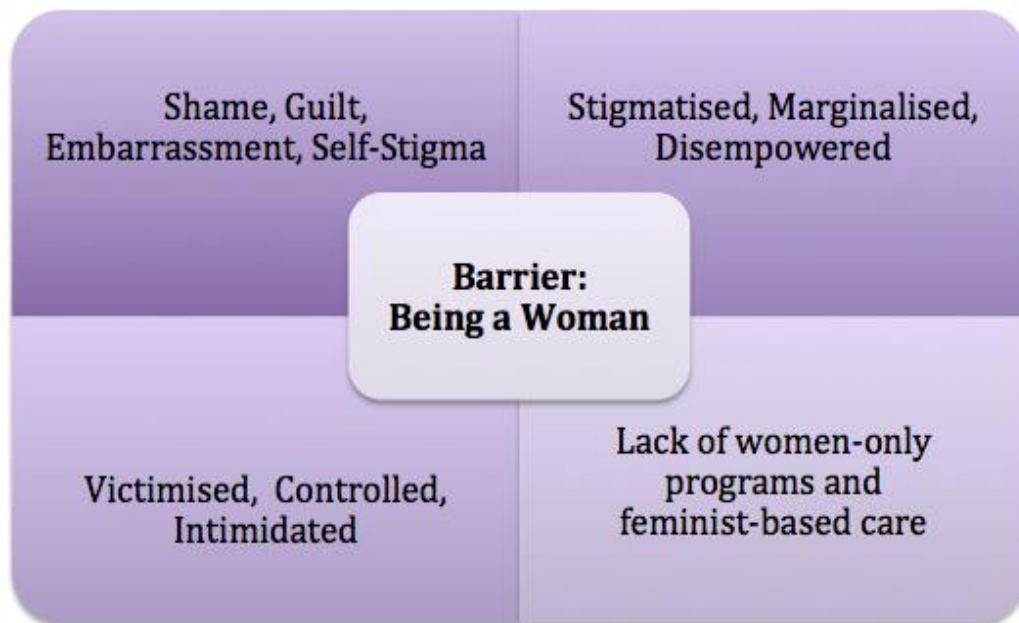 Shame, Guilt,
Embarrassment, Self-Stigma
Stigmatised, Marginalised,
Disempowered
Barrier:
Being a Woman
Victimised, Controlled,
Intimidated
Lack of women-only
programs and
feminist-based care